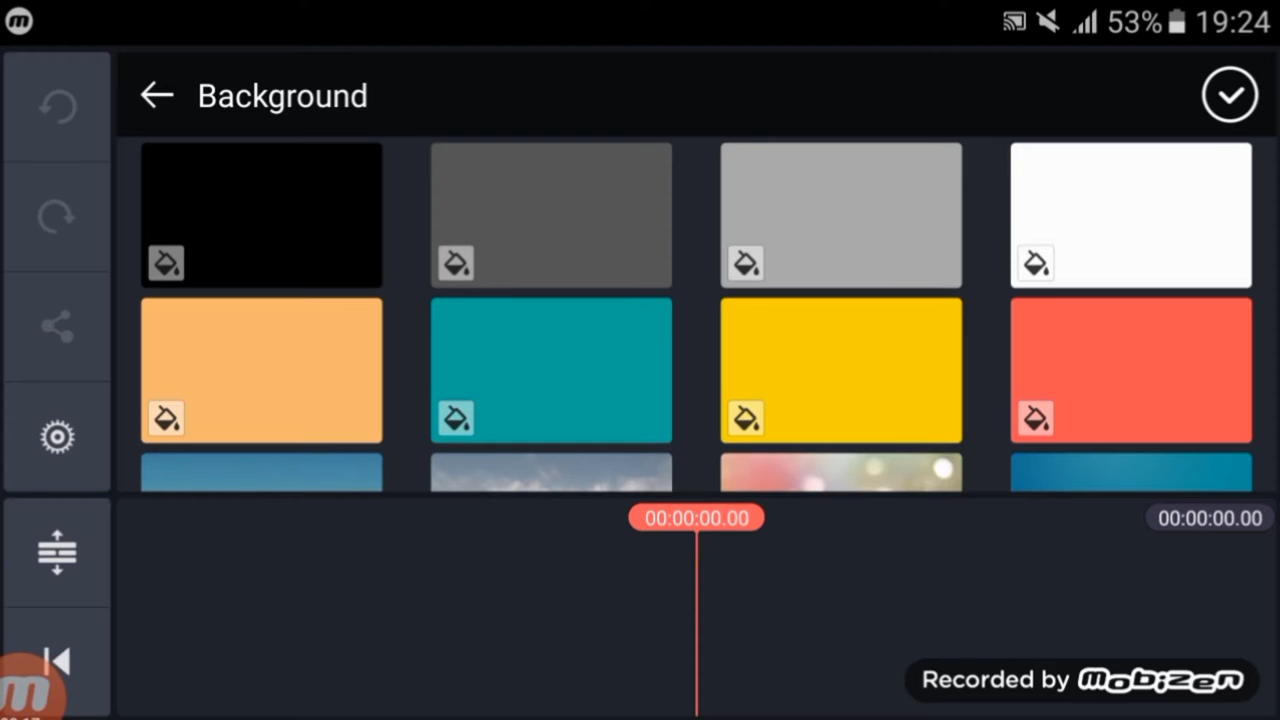 m
53% 19:24
Background
00:00:00.00
00:00:00.00
Recorded by mobizen
m